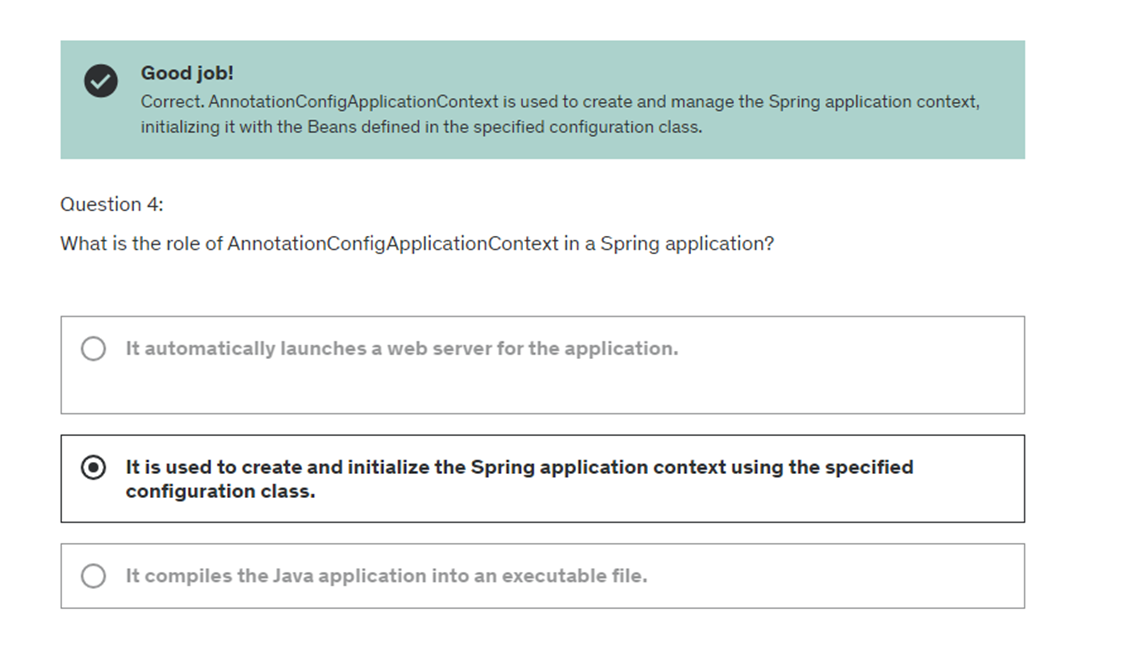 Good job!
Correct. AnnotationConfigApplicationContext is used to create and manage the Spring application context,
initializing it with the Beans defined in the specified configuration class.
Question 4:
What is the role of AnnotationConfigApplicationContext in a Spring application?
It automatically launches a web server for the application.
It is used to create and initialize the Spring application context using the specified
configuration class.
It compiles the Java application into an executable file.